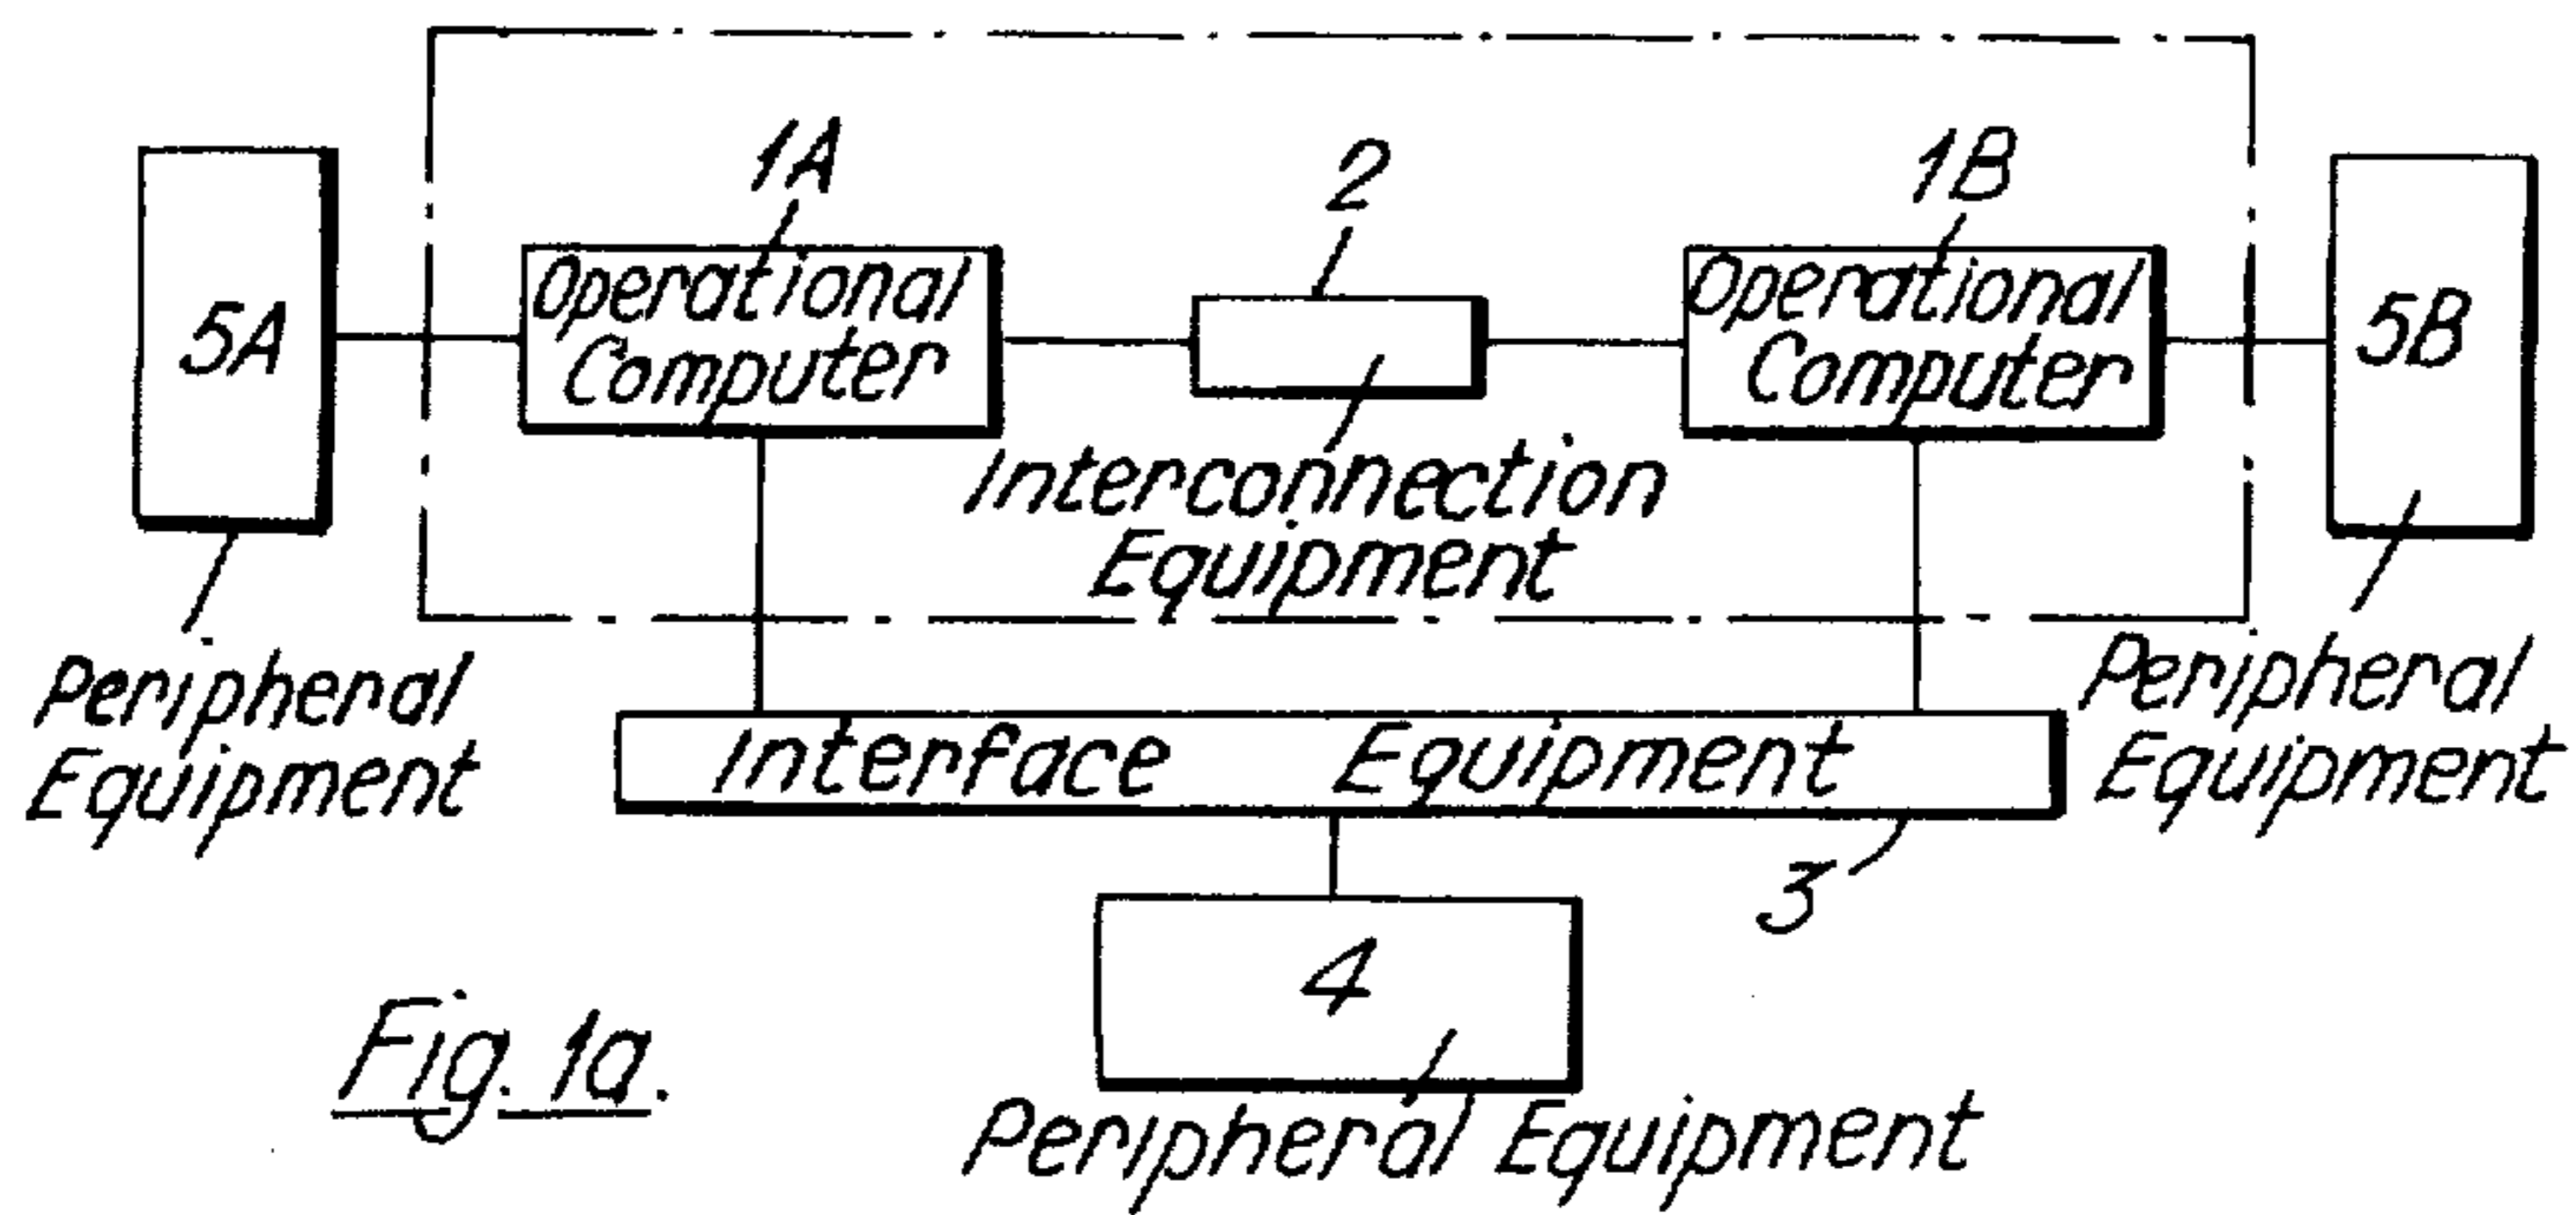 1A
2
1B
5A
Operational
Computer
Operational
Computer
5B
Interconnection
Equipment
Peripheral
Equipment
Peripheral
Equipment
Interface Equipment
3
4
Fig. 1a.
Peripheral Equipment